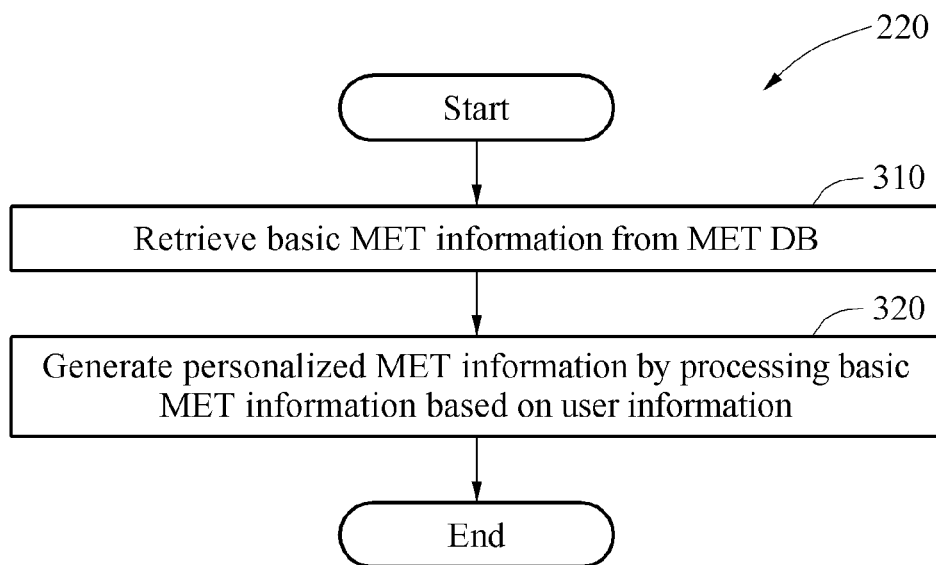 220
Start
310
Retrieve basic MET information from MET DB
320
Generate personalized MET information by processing basic
MET information based on user information
End